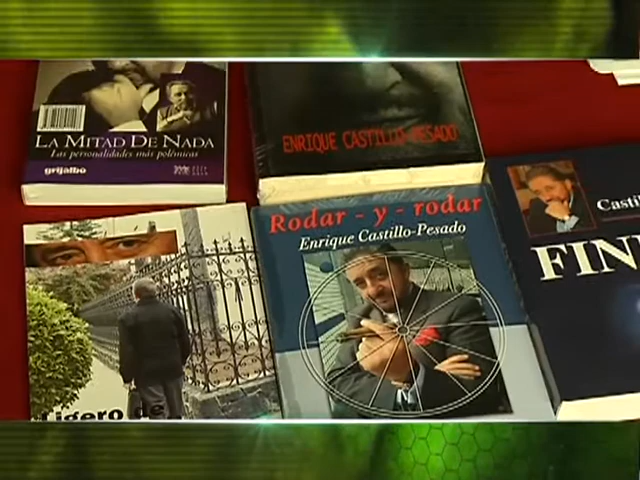 LA MITAD DE NADA
Las personalidades más polémicas
grijalbo
ENRIQUE CASTILLO-PESADO
Rodar - y - rodar
Enrique Castillo-Pesado
Ligero de
Castil
FIN